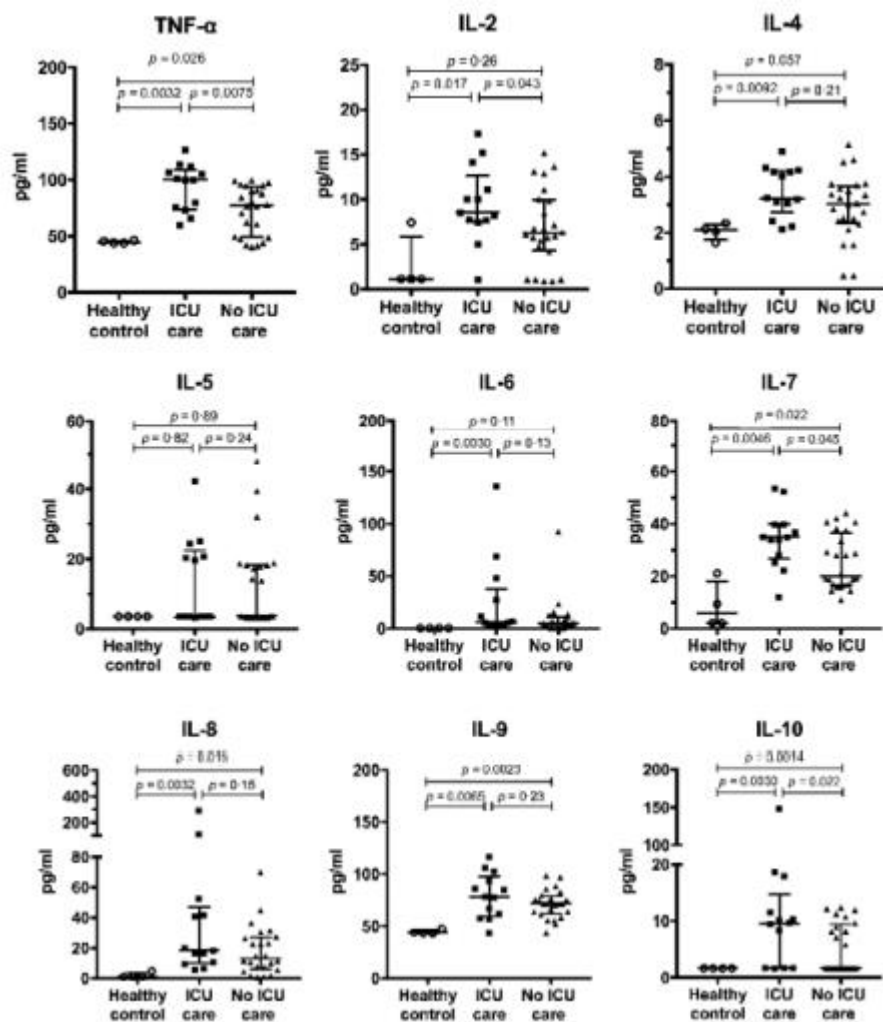 TNF-α
p = 0.026
p = 0.0032 p = 0.0075
200
150
100
50
0
pg/ml
Healthy control ICU care No ICU care
IL-2
p = 0·26
p = 0.017 p = 0.043
25
20
15
10
5
0
pg/ml
Healthy control ICU care No ICU care
IL-4
p = 0.057
p = 0.0092 p = 0·21
8
6
4
2
0
pg/ml
Healthy control ICU care No ICU care
IL-5
p = 0·89
p = 0·82 p = 0·24
60
40
20
0
pg/ml
Healthy control ICU care No ICU care
IL-6
p = 0·11
p = 0.0030 p = 0·13
200
150
100
50
0
pg/ml
Healthy control ICU care No ICU care
IL-7
p = 0.022
p = 0.0046 p = 0.045
80
60
40
20
0
pg/ml
Healthy control ICU care No ICU care
IL-8
p = 0.015
p = 0.0032 p = 0·15
600
500
400
300
200
80
60
40
20
0
pg/ml
Healthy control ICU care No ICU care
IL-9
p = 0.0023
p = 0.0065 p = 0·23
200
150
100
50
0
pg/ml
Healthy control ICU care No ICU care
IL-10
p = 0.0014
p = 0.0030 p = 0.022
200
150
100
20
10
0
pg/ml
Healthy control ICU care No ICU care